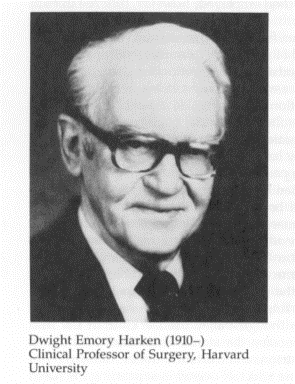 Dwight Emory Harken (1910–)
Clinical Professor of Surgery, Harvard
University